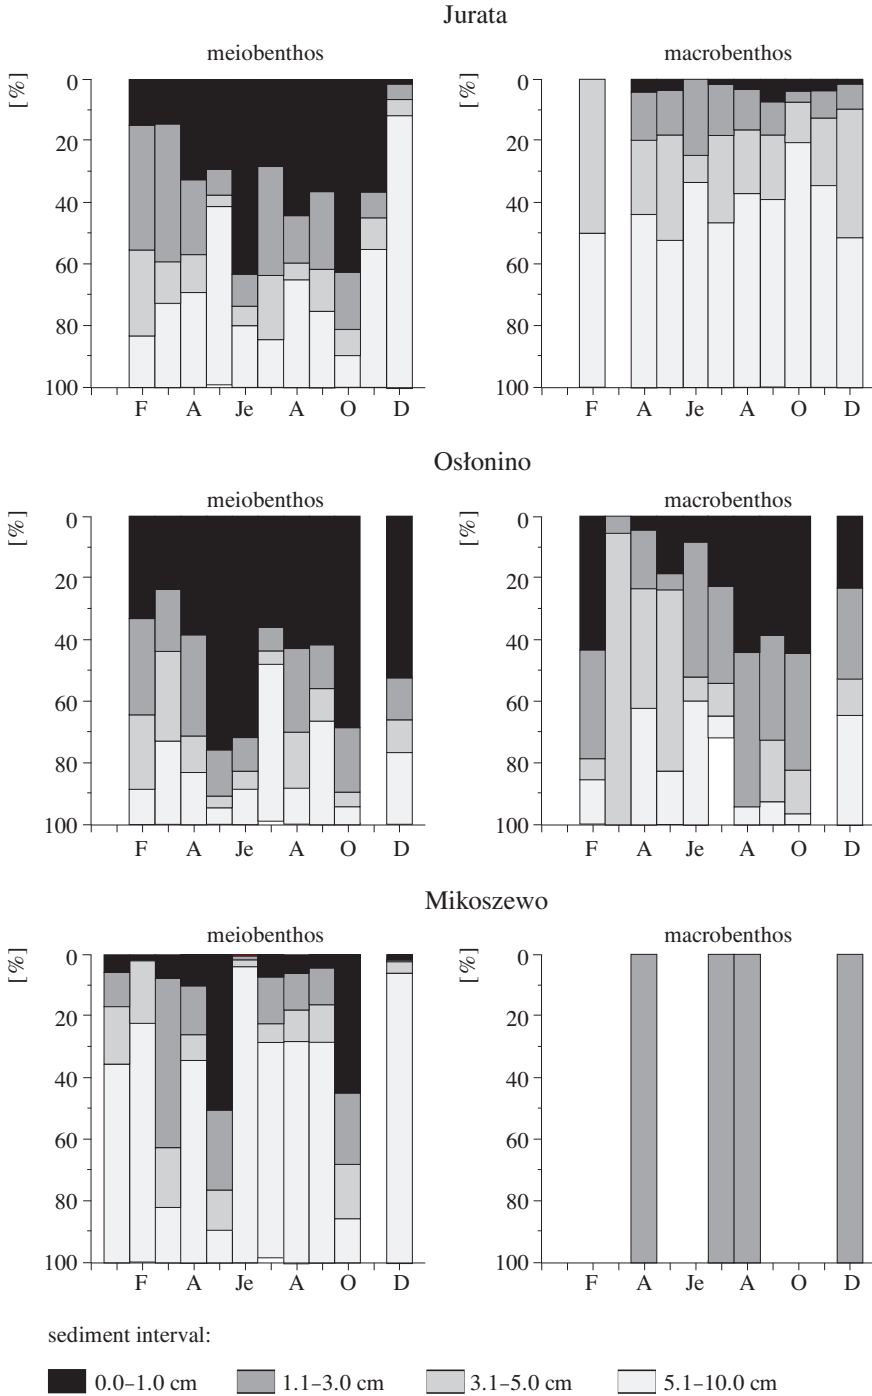 Jurata
meiobenthos
macrobenthos
[%]
0
20
40
60
80
100
F A Je A O D
[%]
0
20
40
60
80
100
F A Je A O D
Osłonino
meiobenthos
macrobenthos
[%]
0
20
40
60
80
100
F A Je A O D
[%]
0
20
40
60
80
100
F A Je A O D
Mikoszewo
meiobenthos
macrobenthos
[%]
0
20
40
60
80
100
F A Je A O D
[%]
0
20
40
60
80
100
F A Je A O D
sediment interval:
0.0–1.0 cm 1.1–3.0 cm 3.1–5.0 cm 5.1–10.0 cm